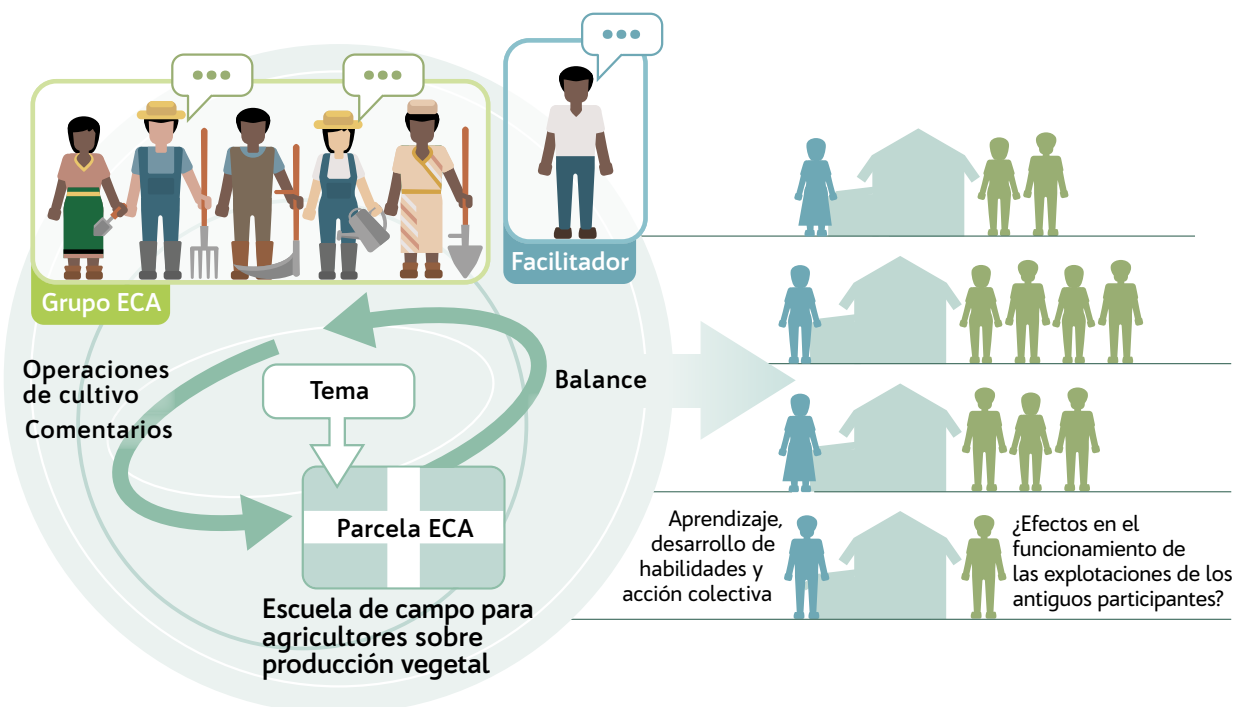 Facilitador
Grupo ECA
Operaciones
de cultivo
Comentarios
Tema
Balance
Parcela ECA
Escuela de campo para
agricultores sobre
producción vegetal
Aprendizaje,
desarrollo de
habilidades y
acción colectiva
¿Efectos en el
funcionamiento de
las explotaciones de los
antiguos participantes?